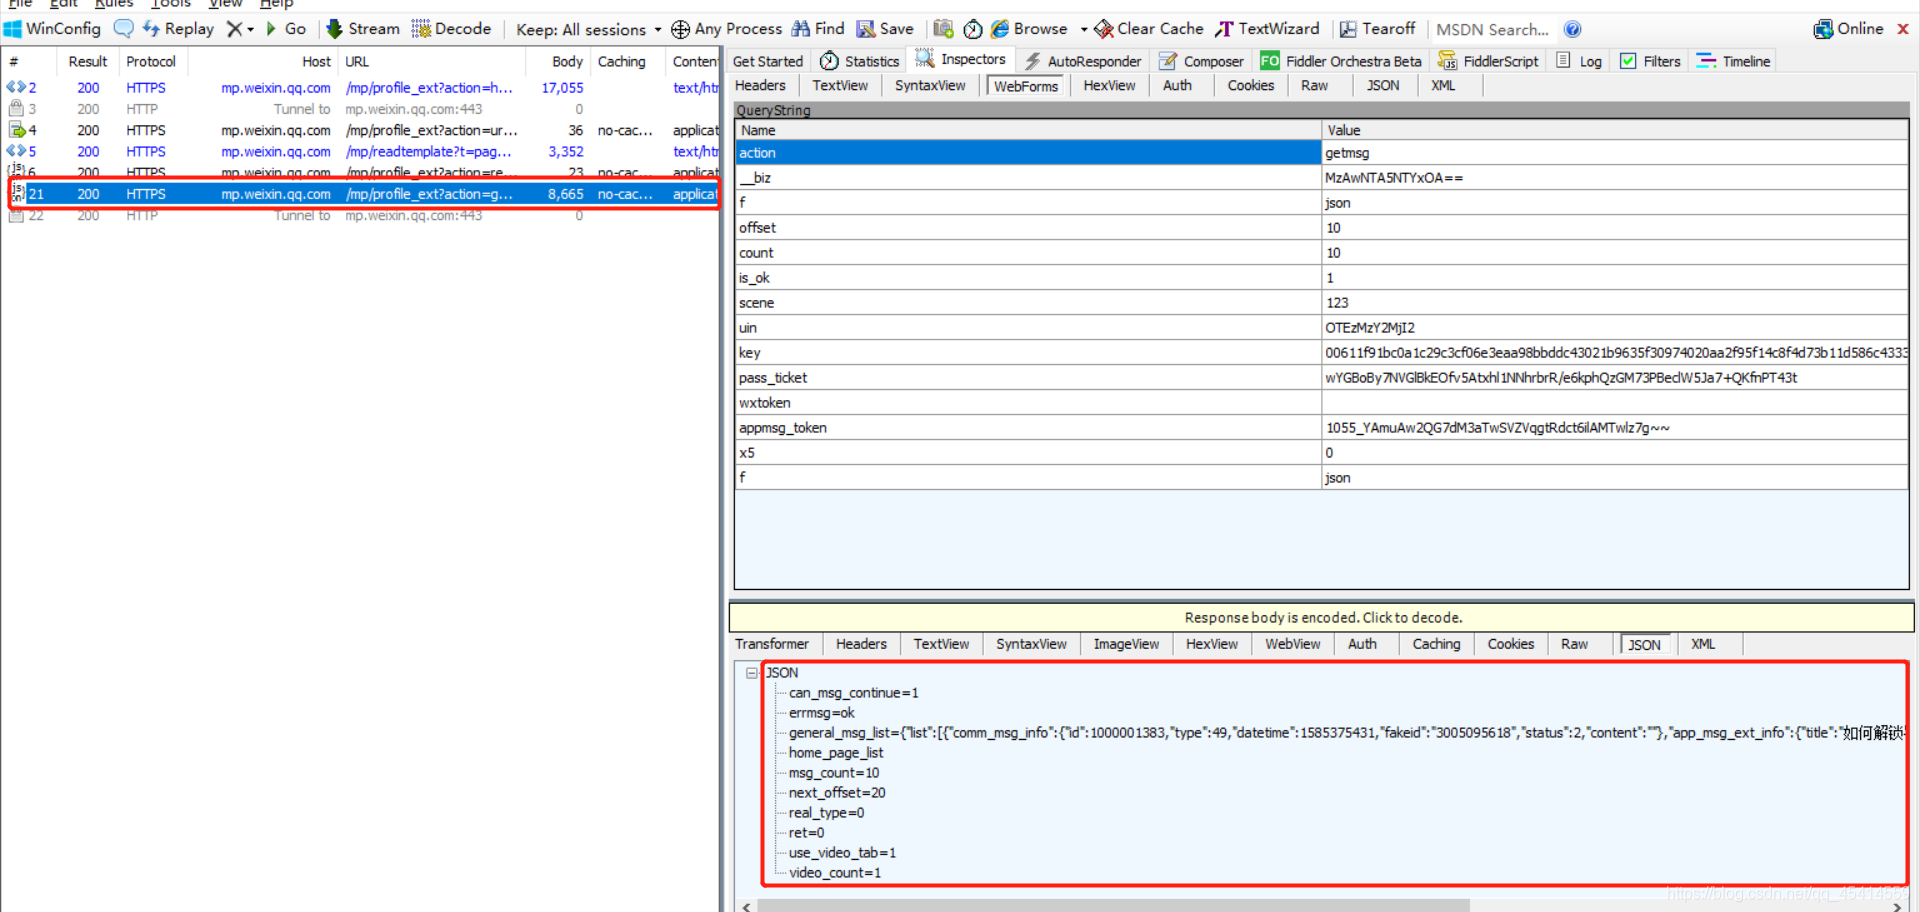 File Edit Rules Tools View Help
WinConfig Replay Go Stream Decode Keep: All sessions Any Process Find Save Browse Clear Cache TextWizard Tearoff MSDN Search... Online
# Result Protocol Host URL Body Caching Content
2 200 HTTPS mp.weixin.qq.com /mp/profile_ext?action=h... 17,055 text/htm
3 200 HTTP Tunnel to mp.weixin.qq.com:443 0
4 200 HTTPS mp.weixin.qq.com /mp/profile_ext?action=ur... 36 no-cac... applicat
5 200 HTTPS mp.weixin.qq.com /mp/readtemplate?t=pag... 3,352 text/htm
6 200 HTTPS mp.weixin.qq.com /mp/profile_ext?action=re... 23 no-cac... applicat
21 200 HTTPS mp.weixin.qq.com /mp/profile_ext?action=g... 8,665 no-cac... applicat
22 200 HTTP Tunnel to mp.weixin.qq.com:443 0
Get Started Statistics Inspectors AutoResponder Composer FO Fiddler Orchestra Beta FiddlerScript Log Filters Timeline
Headers TextView SyntaxView WebForms HexView Auth Cookies Raw JSON XML
QueryString
Name Value
action getmsg
__biz MzAwNTA5NTYxOA==
f json
offset 10
count 10
is_ok 1
scene 123
uin OTEzMzY2MjI2
key 00611f91bc0a1c29c3cf06e3eaa98bbddc43021b9635f30974020aa2f95f14c8f4d73b11d586c4333
pass_ticket wYGBoBy7NVGlBkEOfv5Atxhl1NNhrbrR/e6kphQzGM73PBeclW5Ja7+QKfnPT43t
wxtoken
appmsg_token 1055_YAmuAw2QG7dM3aTwSVZVqgtRdct6ilAMTwlz7g~~
x5 0
f json
Response body is encoded. Click to decode.
Transformer Headers TextView SyntaxView ImageView HexView WebView Auth Caching Cookies Raw JSON XML
JSON
can_msg_continue=1
errmsg=ok
general_msg_list={"list":[{"comm_msg_info":{"id":1000001383,"type":49,"datetime":1585375431,"fakeid":"3005095618","status":2,"content":""},"app_msg_ext_info":{"title":"如何解锁
home_page_list
msg_count=10
next_offset=20
real_type=0
ret=0
use_video_tab=1
video_count=1